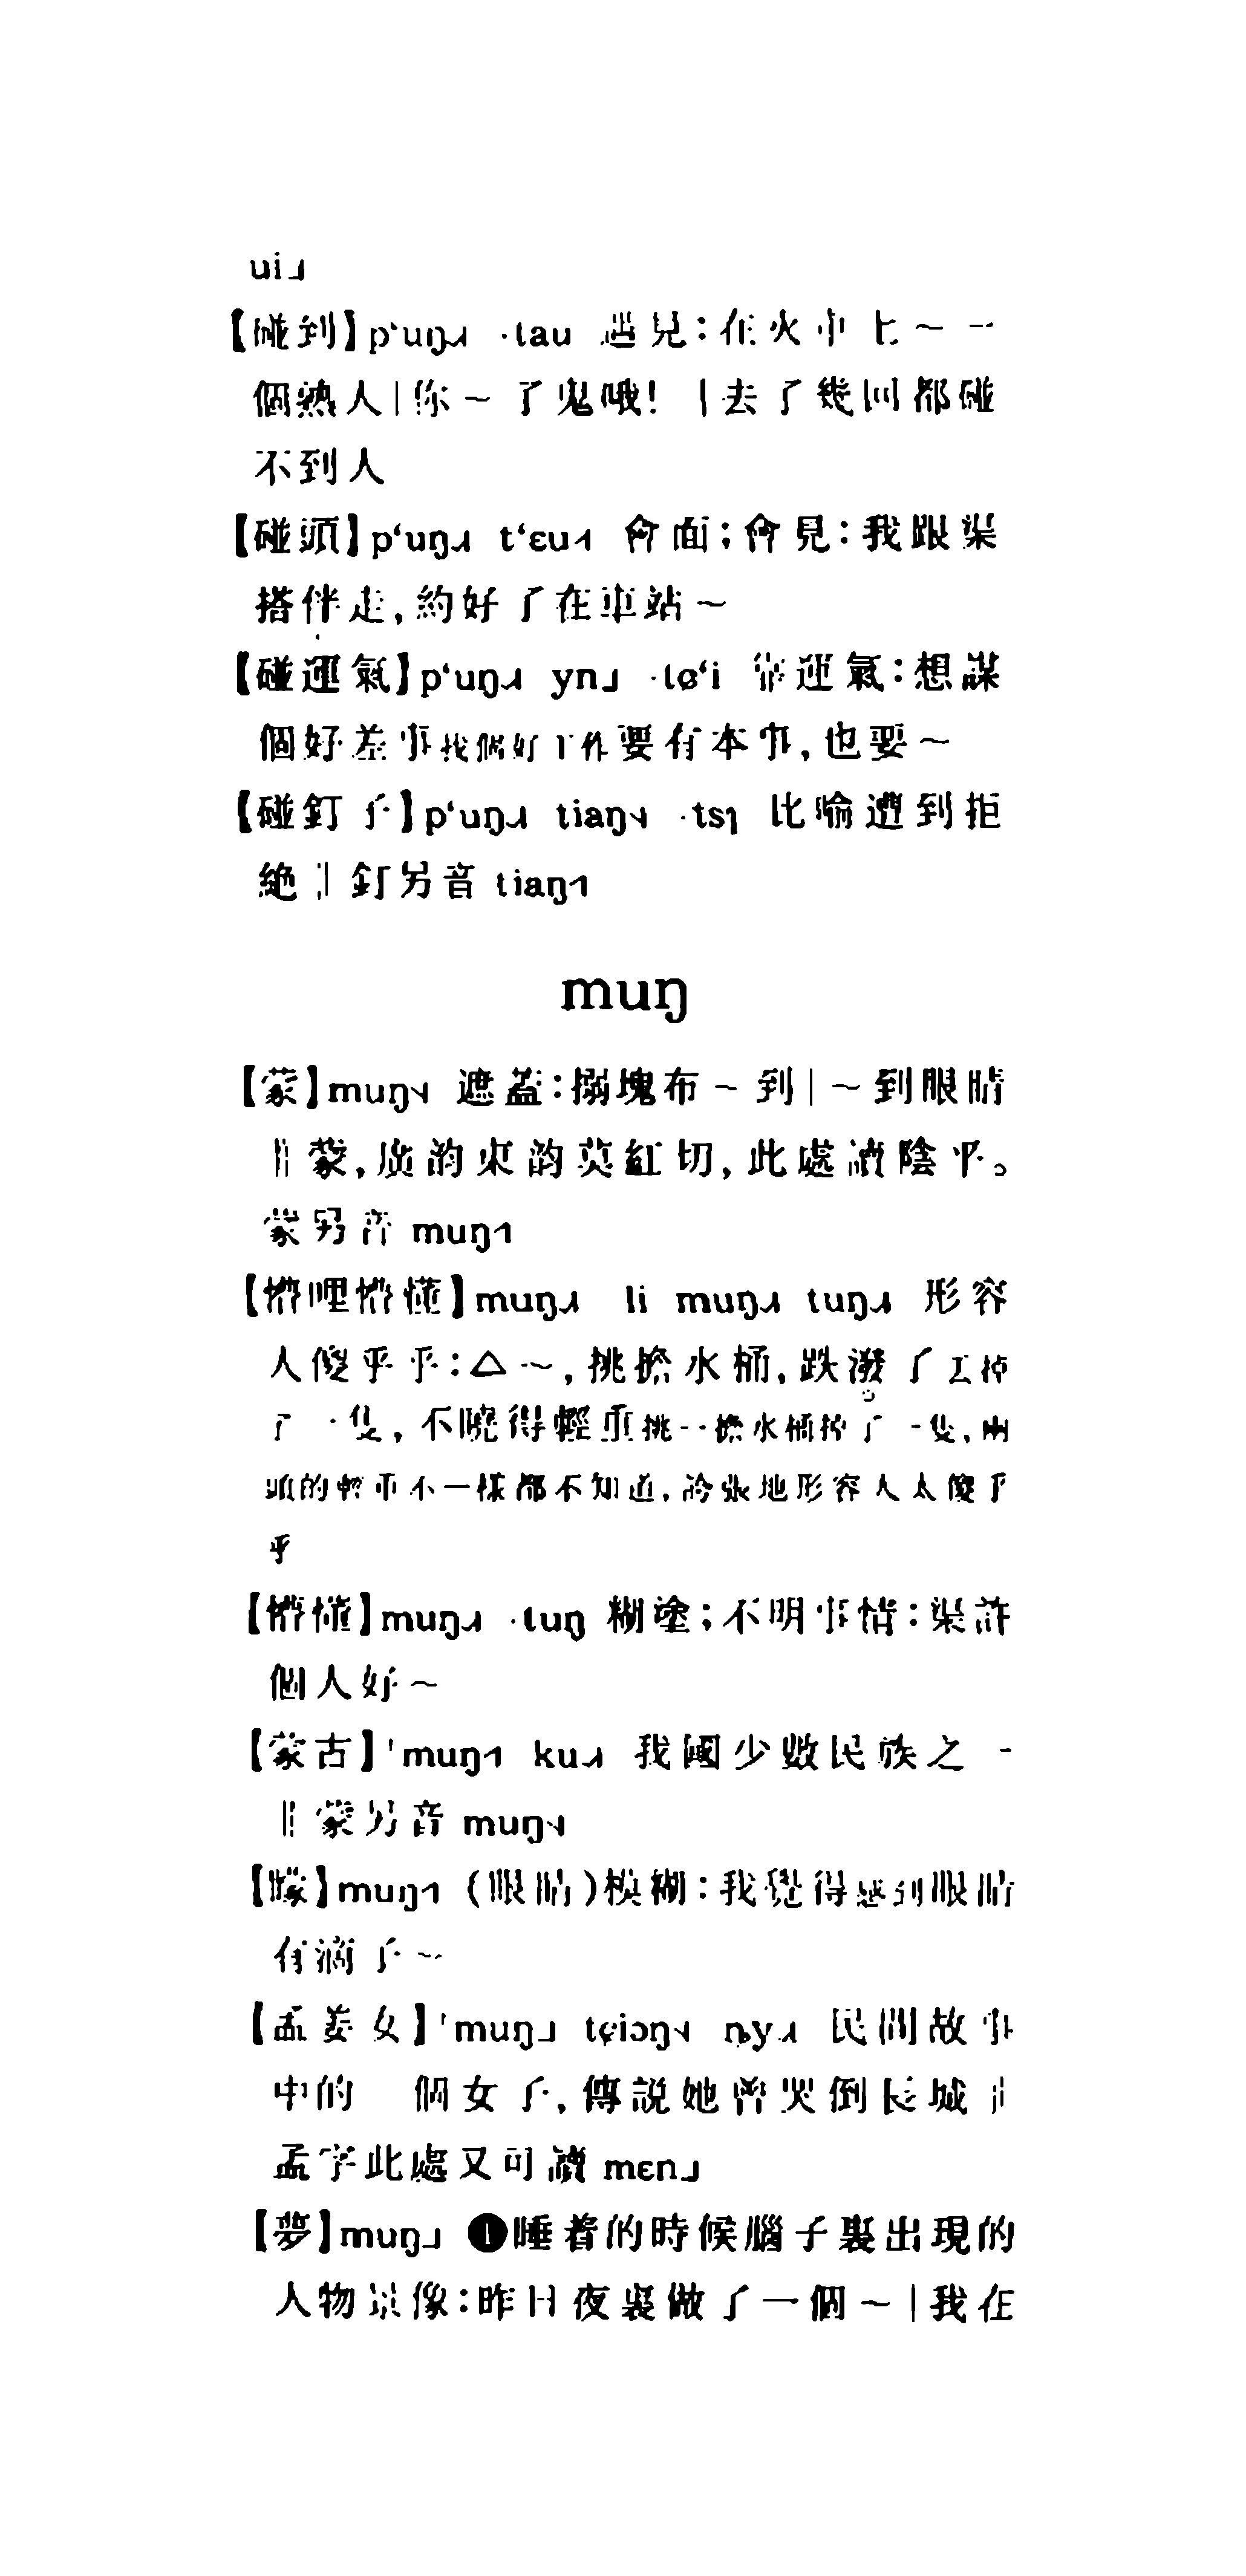 ui˩
【碰到】p‘uŋ˩˧ ·tau 遇見：在火車上～一
個熟人|你～了鬼哦！|去了幾回都碰
不到人
【碰頭】p‘uŋ˩˧ t‘ɛu˧˥ 會面；會見：我跟渠
搭伴走，約好了在車站～
【碰運氣】p‘uŋ˩˧ yn˩ ·tɕ‘i 靠運氣：想謀
個好差事找個好工作要有本事，也要～
【碰釘子】p‘uŋ˩˧ tiaŋ˧˩ ·tsɿ 比喻遭到拒
絶‖釘另音 tiaŋ˧˥
muŋ
【蒙】muŋ˧˩ 遮蓋：搦塊布～到|～到眼睛
‖蒙，廣韵東韵莫紅切，此處讀陰平。
蒙另音 muŋ˧˥
【懵哩懵懂】muŋ˩˧ li muŋ˩˧ tuŋ˩˧ 形容
人傻乎乎：△～，挑擔水桶，跌潑了丟掉
了一隻，不曉得輕重挑一擔水桶掉了一隻，兩
頭的輕重不一樣都不知道，誇張地形容人太傻乎
乎
【懵懂】muŋ˩˧ ·tuŋ 糊塗；不明事情：渠許
個人好～
【蒙古】ˈmuŋ˧˥ ku˩˧ 我國少數民族之一
‖蒙另音 muŋ˧˩
【矇】muŋ˧˥ （眼睛）模糊：我覺得感到眼睛
有滴子～
【孟姜女】ˈmuŋ˩ tɕiɔŋ˧˩ ȵy˩˧ 民間故事
中的一個女子，傳説她曾哭倒長城‖
孟字此處又可讀 mɛn˩
【夢】muŋ˩ ❶睡着的時候腦子裏出現的
人物景像：昨日夜裏做了一個～|我在